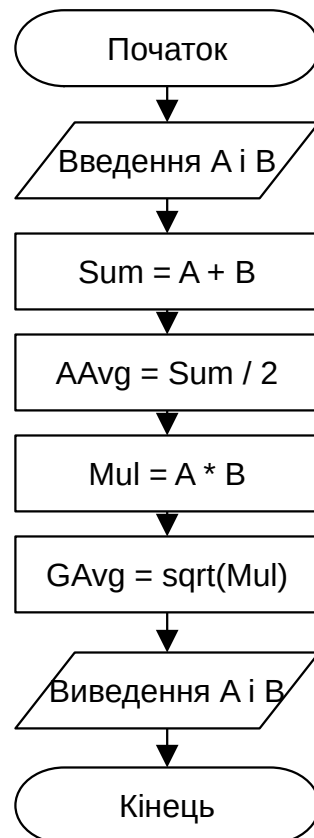 Початок
Введення A і B
Sum = A + B
AAvg = Sum / 2
Mul = A * B
GAvg = sqrt(Mul)
Виведення A і B
Кінець